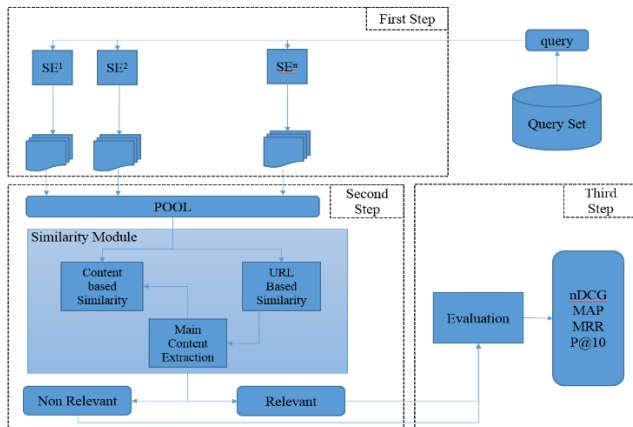 First Step
query
SE¹
SE²
SEⁿ
Query Set
Second
Step
Third
Step
POOL
Similarity Module
Content
based
Similarity
URL
Based
Similarity
Main
Content
Extraction
Non Relevant
Relevant
Evaluation
nDCG
MAP
MRR
P@10